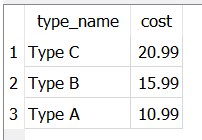 type_name cost
1 Type C 20.99
2 Type B 15.99
3 Type A 10.99